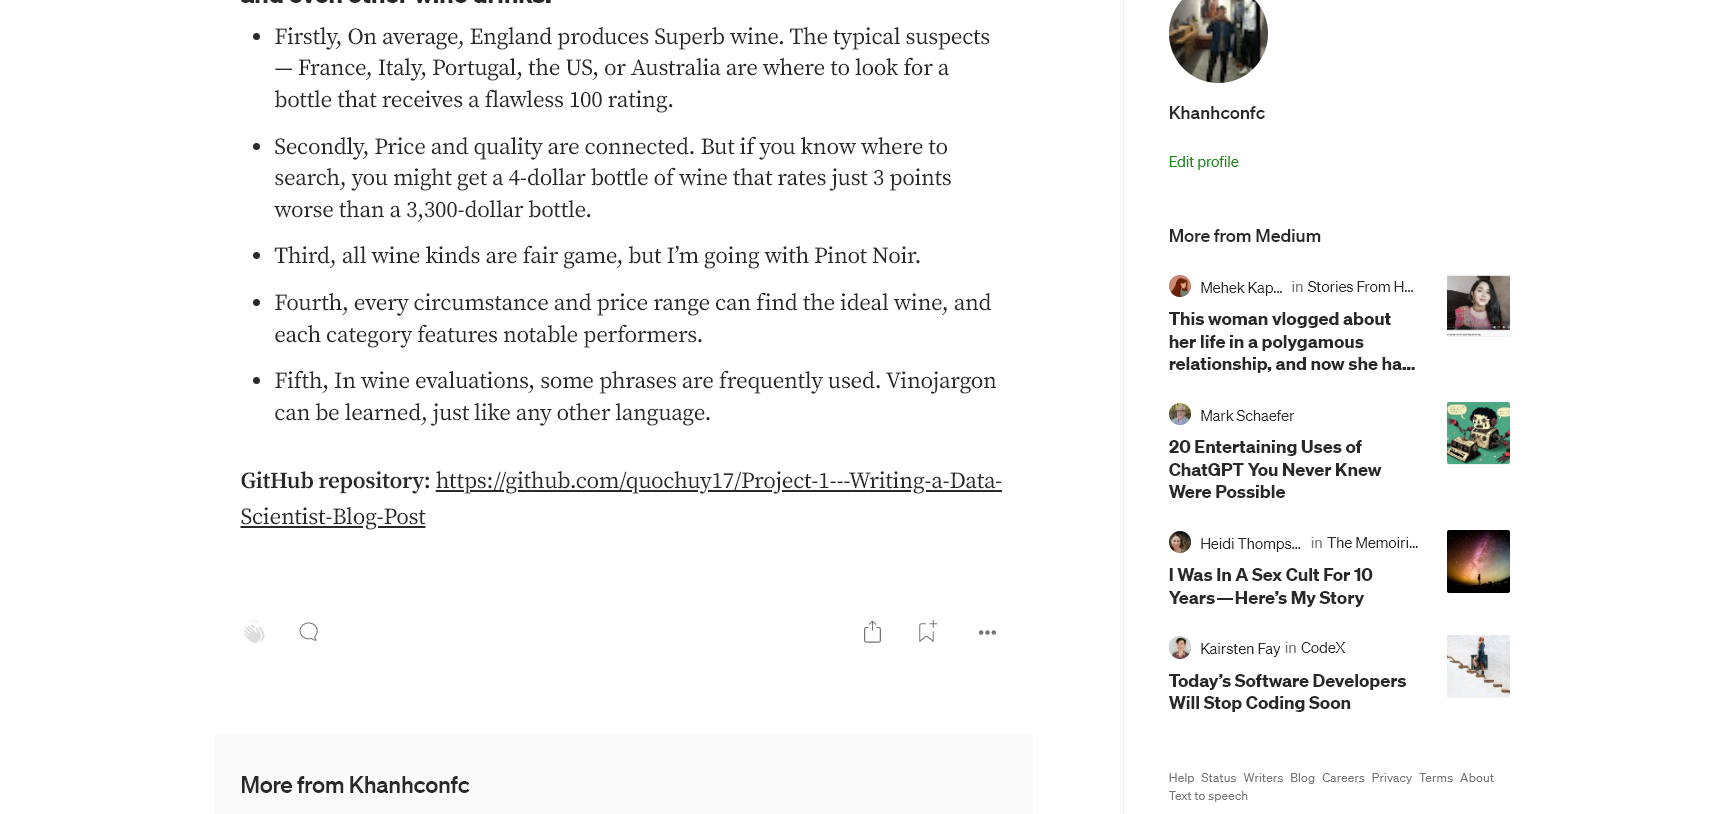 Firstly, On average, England produces Superb wine. The typical suspects
— France, Italy, Portugal, the US, or Australia are where to look for a
bottle that receives a flawless 100 rating.
Secondly, Price and quality are connected. But if you know where to
search, you might get a 4-dollar bottle of wine that rates just 3 points
worse than a 3,300-dollar bottle.
Third, all wine kinds are fair game, but I’m going with Pinot Noir.
Fourth, every circumstance and price range can find the ideal wine, and
each category features notable performers.
Fifth, In wine evaluations, some phrases are frequently used. Vinojargon
can be learned, just like any other language.
GitHub repository: https://github.com/quochuy17/Project-1---Writing-a-Data-
Scientist-Blog-Post
More from Khanhconfc
Khanhconfc
Edit profile
More from Medium
Mehek Kap... in Stories From H...
This woman vlogged about
her life in a polygamous
relationship, and now she ha...
Mark Schaefer
20 Entertaining Uses of
ChatGPT You Never Knew
Were Possible
Heidi Thomps... in The Memoiri...
I Was In A Sex Cult For 10
Years — Here’s My Story
Kairsten Fay in CodeX
Today’s Software Developers
Will Stop Coding Soon
Help Status Writers Blog Careers Privacy Terms About
Text to speech